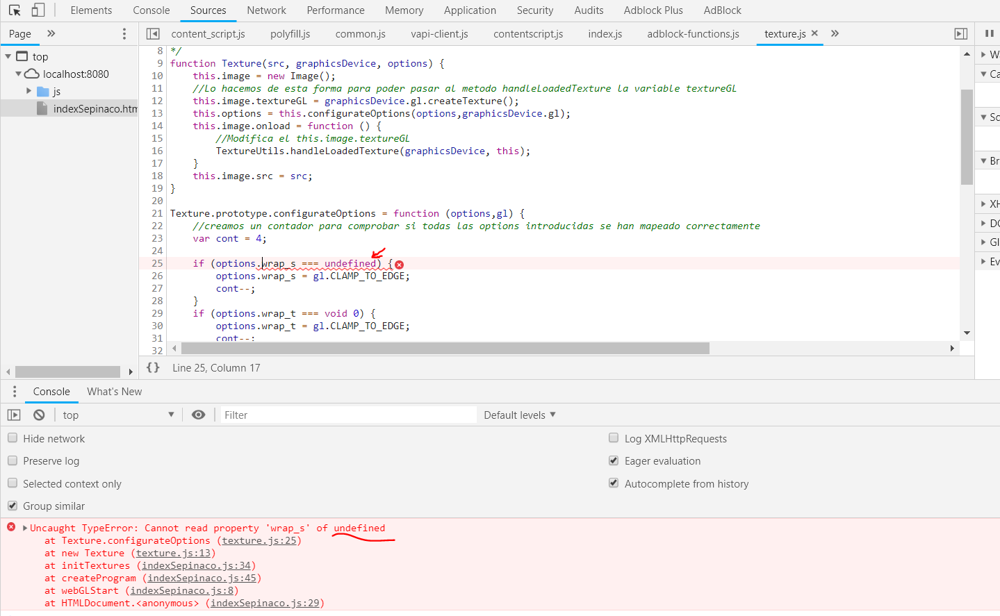 Elements Console Sources Network Performance Memory Application Security Audits Adblock Plus AdBlock
Page » content_script.js polyfill.js common.js vapi-client.js contentscript.js index.js adblock-functions.js texture.js × »
top
localhost:8080
js
indexSepinaco.htm
8 */
9 function Texture(src, graphicsDevice, options) {
10 this.image = new Image();
11 //Lo hacemos de esta forma para poder pasar al metodo handleLoadedTexture la variable textureGL
12 this.image.textureGL = graphicsDevice.gl.createTexture();
13 this.options = this.configurateOptions(options,graphicsDevice.gl);
14 this.image.onload = function () {
15 //Modifica el this.image.textureGL
16 TextureUtils.handleLoadedTexture(graphicsDevice, this);
17 }
18 this.image.src = src;
19 }
20
21 Texture.prototype.configurateOptions = function (options,gl) {
22 //creamos un contador para comprobar si todas las options introducidas se han mapeado correctamente
23 var cont = 4;
24
25 if (options.wrap_s === undefined) {
26 options.wrap_s = gl.CLAMP_TO_EDGE;
27 cont--;
28 }
29 if (options.wrap_t === void 0) {
30 options.wrap_t = gl.CLAMP_TO_EDGE;
31 cont--;
32
Wa
Ca
Sc
Br
XH
DO
Gl
Ev
{} Line 25, Column 17
Console What's New
top Filter Default levels
Hide network Log XMLHttpRequests
Preserve log Eager evaluation
Selected context only Autocomplete from history
Group similar
Uncaught TypeError: Cannot read property 'wrap_s' of undefined
at Texture.configurateOptions (texture.js:25)
at new Texture (texture.js:13)
at initTextures (indexSepinaco.js:34)
at createProgram (indexSepinaco.js:45)
at webGLStart (indexSepinaco.js:8)
at HTMLDocument.<anonymous> (indexSepinaco.js:29)